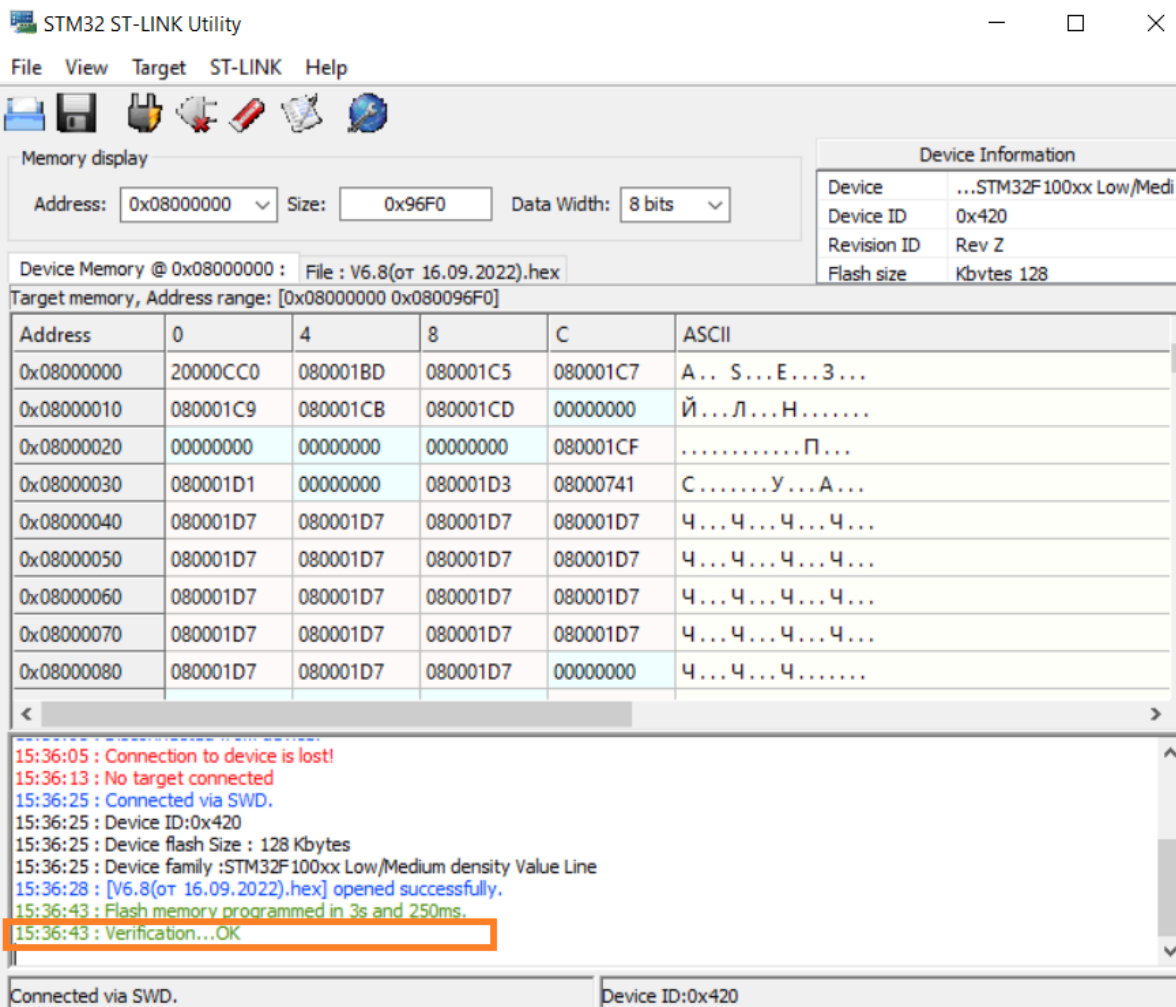 STM32 ST-LINK Utility
File View Target ST-LINK Help
Memory display
Address: 0x08000000 Size: 0x96F0 Data Width: 8 bits
Device Information
Device ...STM32F100xx Low/Medi
Device ID 0x420
Revision ID Rev Z
Flash size Kbytes 128
Device Memory @ 0x08000000 : File : V6.8(от 16.09.2022).hex
Target memory, Address range: [0x08000000 0x080096F0]
Address 0 4 8 C ASCII
0x08000000 20000CC0 080001BD 080001C5 080001C7 А.. Ѕ...Е...З...
0x08000010 080001C9 080001CB 080001CD 00000000 Й...Л...Н.......
0x08000020 00000000 00000000 00000000 080001CF ............П...
0x08000030 080001D1 00000000 080001D3 08000741 С.......У...A...
0x08000040 080001D7 080001D7 080001D7 080001D7 Ч...Ч...Ч...Ч...
0x08000050 080001D7 080001D7 080001D7 080001D7 Ч...Ч...Ч...Ч...
0x08000060 080001D7 080001D7 080001D7 080001D7 Ч...Ч...Ч...Ч...
0x08000070 080001D7 080001D7 080001D7 080001D7 Ч...Ч...Ч...Ч...
0x08000080 080001D7 080001D7 080001D7 00000000 Ч...Ч...Ч.......
15:36:05 : Connection to device is lost!
15:36:13 : No target connected
15:36:25 : Connected via SWD.
15:36:25 : Device ID:0x420
15:36:25 : Device flash Size : 128 Kbytes
15:36:25 : Device family :STM32F100xx Low/Medium density Value Line
15:36:28 : [V6.8(от 16.09.2022).hex] opened successfully.
15:36:43 : Flash memory programmed in 3s and 250ms.
15:36:43 : Verification...OK
Connected via SWD. Device ID:0x420